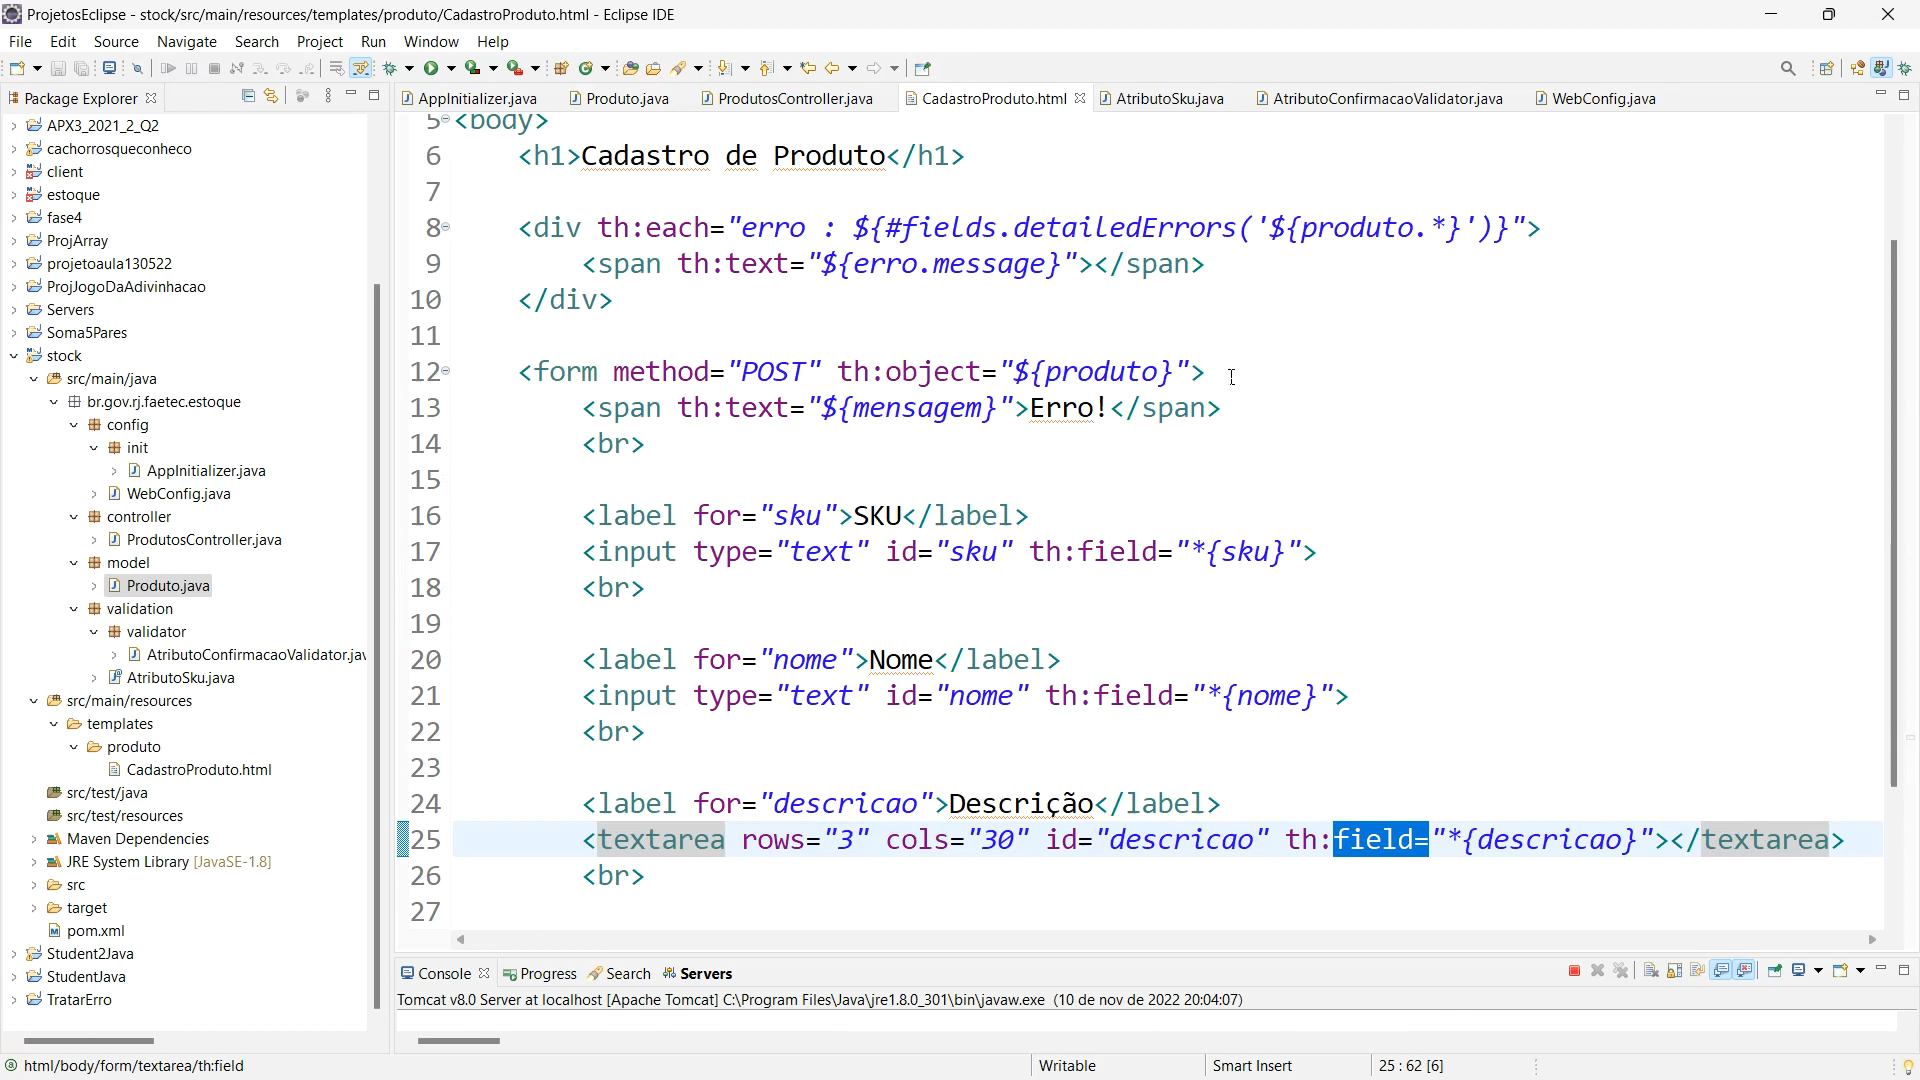 ProjetosEclipse - stock/src/main/resources/templates/produto/CadastroProduto.html - Eclipse IDE
File Edit Source Navigate Search Project Run Window Help
Package Explorer
AppInitializer.java Produto.java ProdutosController.java CadastroProduto.html AtributoSku.java AtributoConfirmacaoValidator.java WebConfig.java
APX3_2021_2_Q2
cachorrosqueconheco
client
estoque
fase4
ProjArray
projetoaula130522
ProjJogoDaAdivinhacao
Servers
Soma5Pares
stock
src/main/java
br.gov.rj.faetec.estoque
config
init
AppInitializer.java
WebConfig.java
controller
ProdutosController.java
model
Produto.java
validation
validator
AtributoConfirmacaoValidator.jav
AtributoSku.java
src/main/resources
templates
produto
CadastroProduto.html
src/test/java
src/test/resources
Maven Dependencies
JRE System Library [JavaSE-1.8]
src
target
pom.xml
Student2Java
StudentJava
TratarErro
5 <body>
6 <h1>Cadastro de Produto</h1>
7
8 <div th:each="erro : ${#fields.detailedErrors('${produto.*}')}">
9 <span th:text="${erro.message}"></span>
10 </div>
11
12 <form method="POST" th:object="${produto}">
13 <span th:text="${mensagem}">Erro!</span>
14 <br>
15
16 <label for="sku">SKU</label>
17 <input type="text" id="sku" th:field="*{sku}">
18 <br>
19
20 <label for="nome">Nome</label>
21 <input type="text" id="nome" th:field="*{nome}">
22 <br>
23
24 <label for="descricao">Descrição</label>
25 <textarea rows="3" cols="30" id="descricao" th:field="*{descricao}"></textarea>
26 <br>
27
Console Progress Search Servers
Tomcat v8.0 Server at localhost [Apache Tomcat] C:\Program Files\Java\jre1.8.0_301\bin\javaw.exe (10 de nov de 2022 20:04:07)
html/body/form/textarea/th:field Writable Smart Insert 25 : 62 [6]